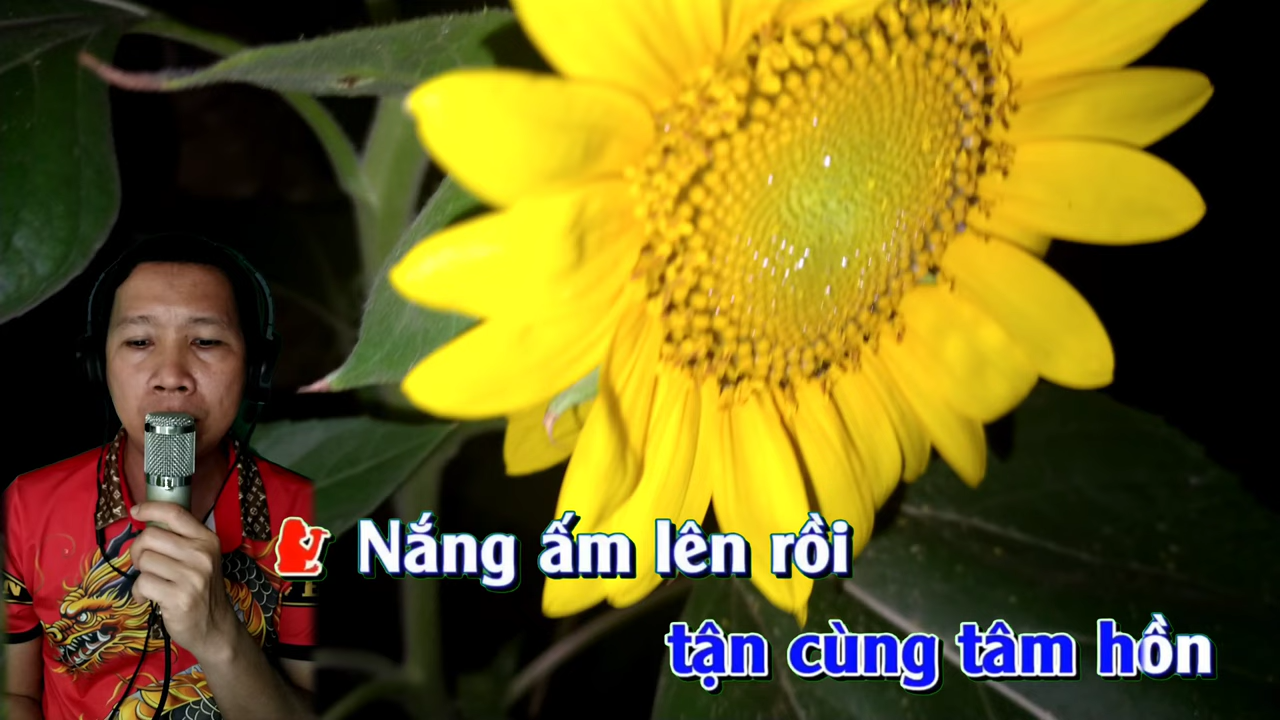 Nắng ấm lên rồi
tận cùng tâm hồn